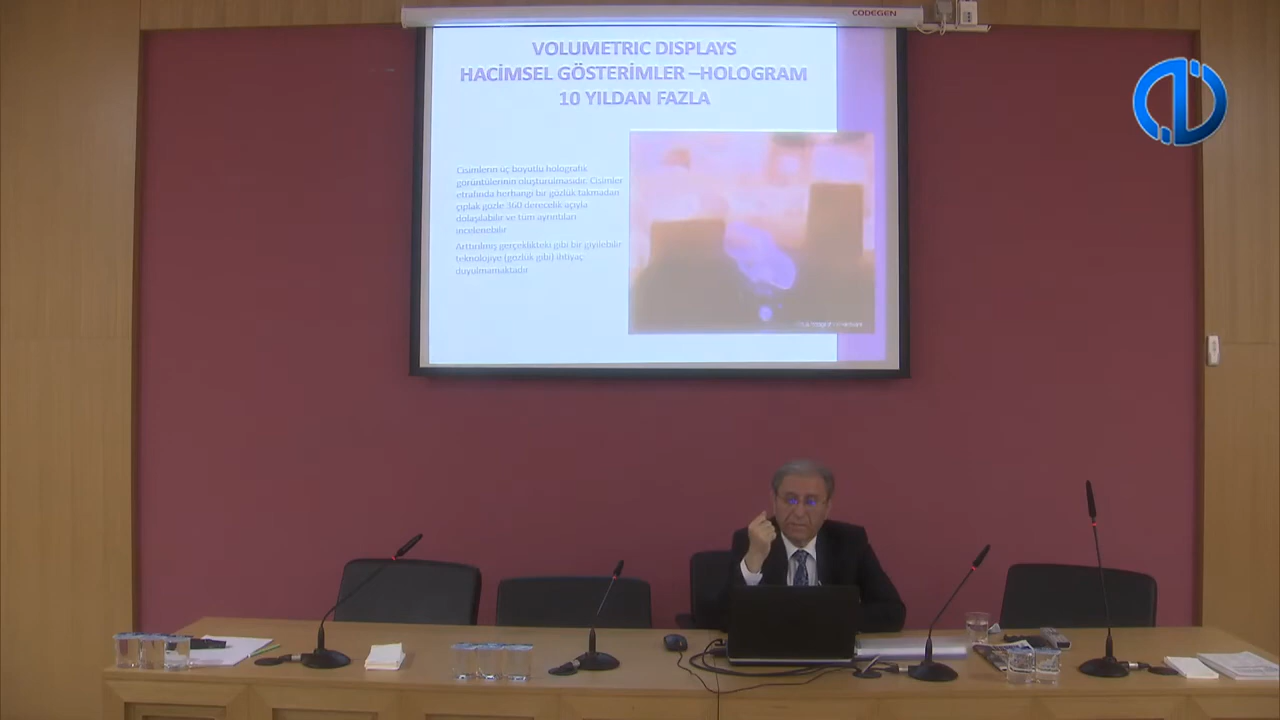 CODEGEN
VOLUMETRIC DISPLAYS
HACİMSEL GÖSTERİMLER –HOLOGRAM
10 YILDAN FAZLA
Cisimlerin üç boyutlu holografik
görüntülerinin oluşturulmasıdır. Cisimler
etrafında herhangi bir gözlük takmadan
çıplak gözle 360 derecelik açıyla
dolaşılabilir ve tüm ayrıntıları
incelenebilir
Arttırılmış gerçeklikteki gibi bir giyilebilir
teknolojiye (gözlük gibi) ihtiyaç
duyulmamaktadır